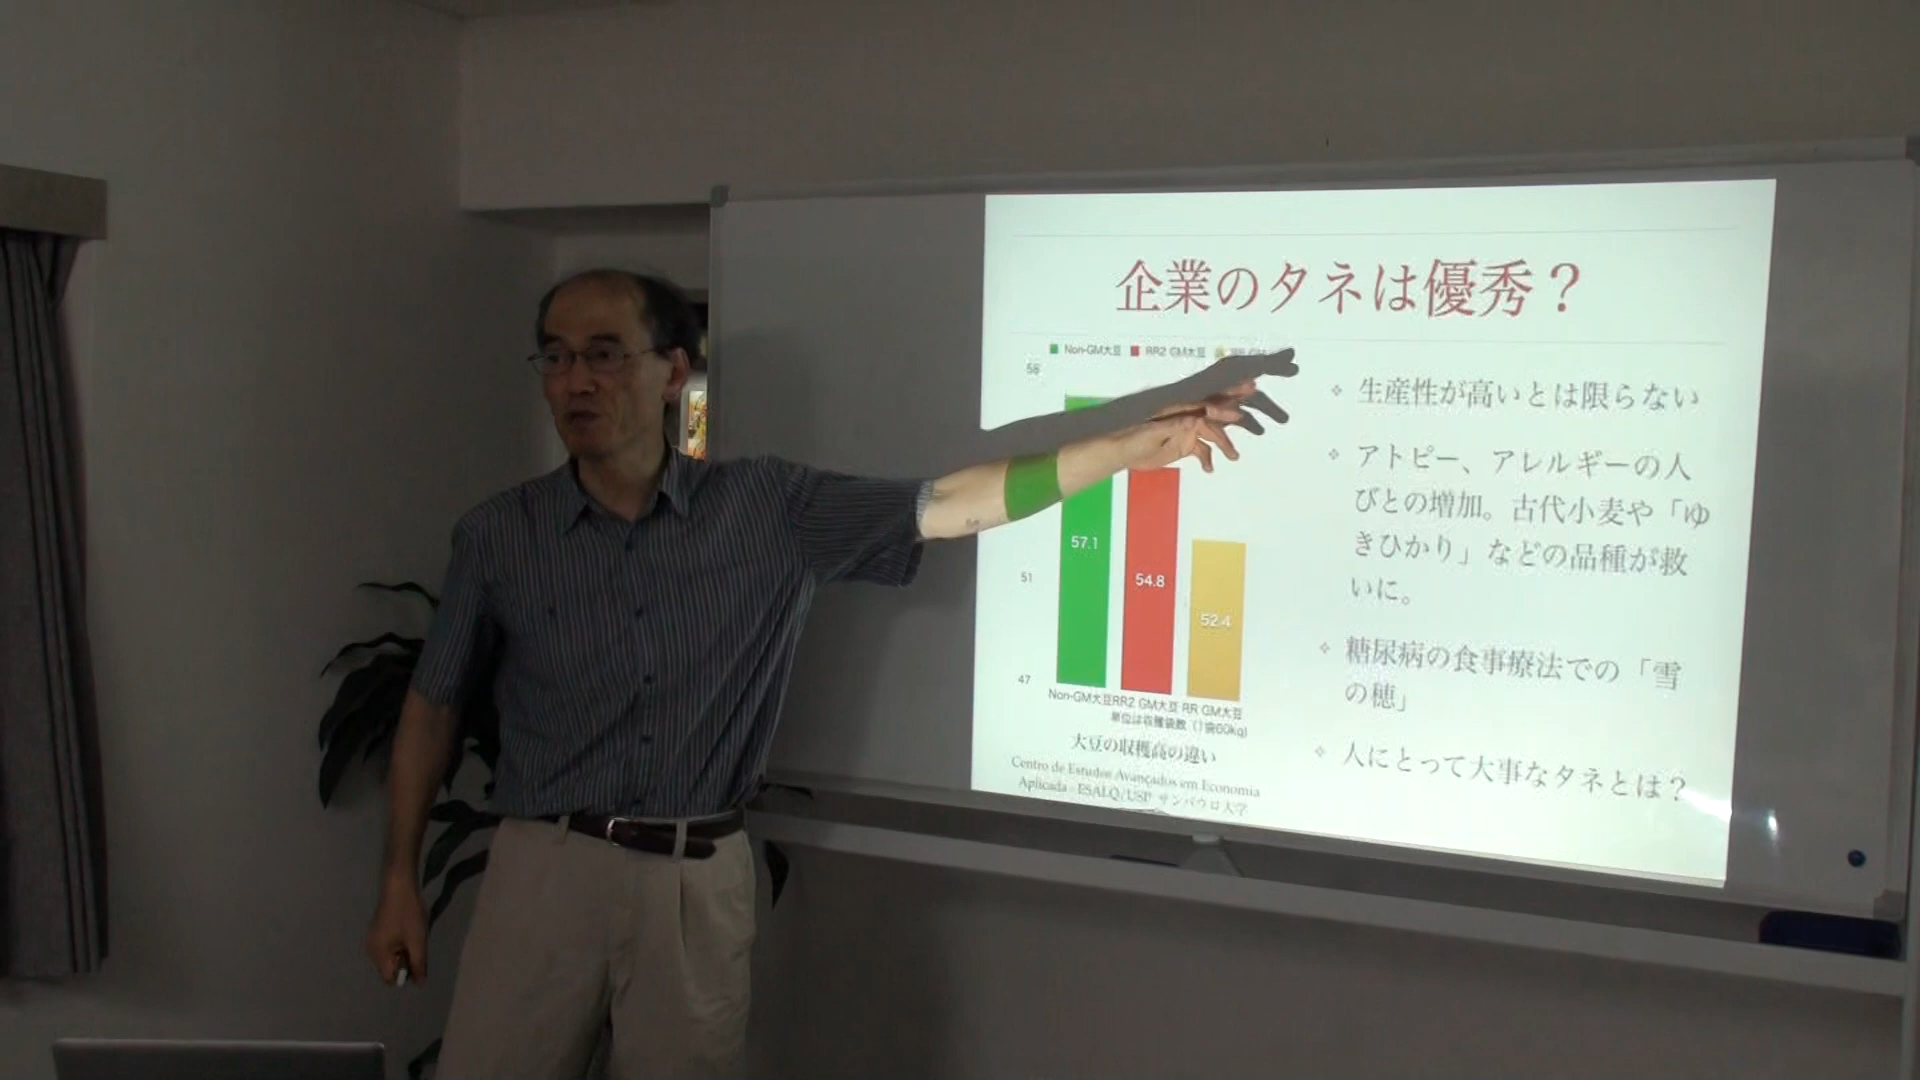 企業のタネは優秀？
Non-GM大豆 RR2 GM大豆
58
57.1
51
54.8
52.4
47
Non-GM大豆RR2 GM大豆 RR GM大豆
単位は収穫袋数（1袋60kg)
大豆の収穫高の違い
Centro de Estudos Avançados em Economia
Aplicada - ESALQ/USP サンパウロ大学
生産性が高いとは限らない
アトピー、アレルギーの人
びとの増加。古代小麦や「ゆ
きひかり」などの品種が救
いに。
糖尿病の食事療法での「雪
の穂」
人にとって大事なタネとは？